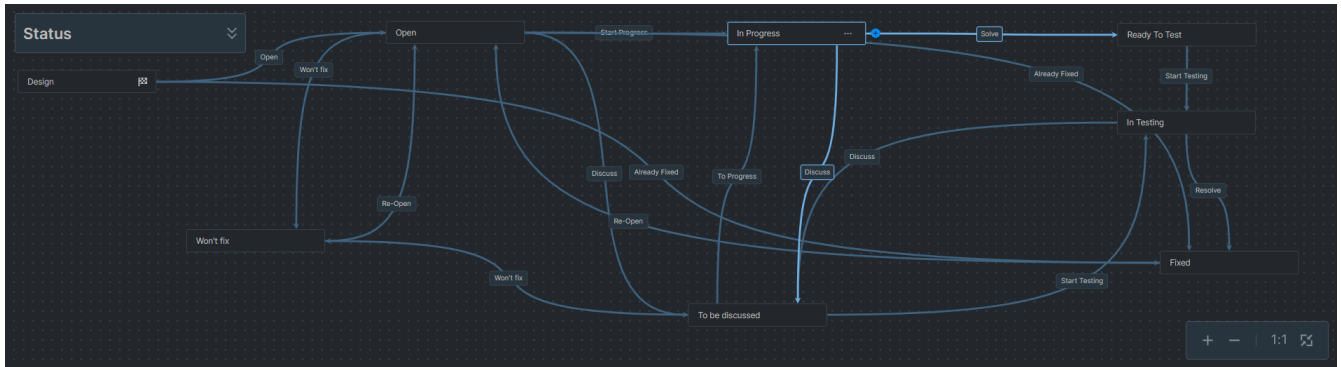 Status
Open
Start Progress
In Progress
Solve
Ready To Test
Open
Won't fix
Design
Already Fixed
Start Testing
In Testing
Discuss
Discuss
Already Fixed
To Progress
Discuss
Resolve
Re-Open
Re-Open
Won't fix
Fixed
Won't fix
Start Testing
To be discussed
1:1